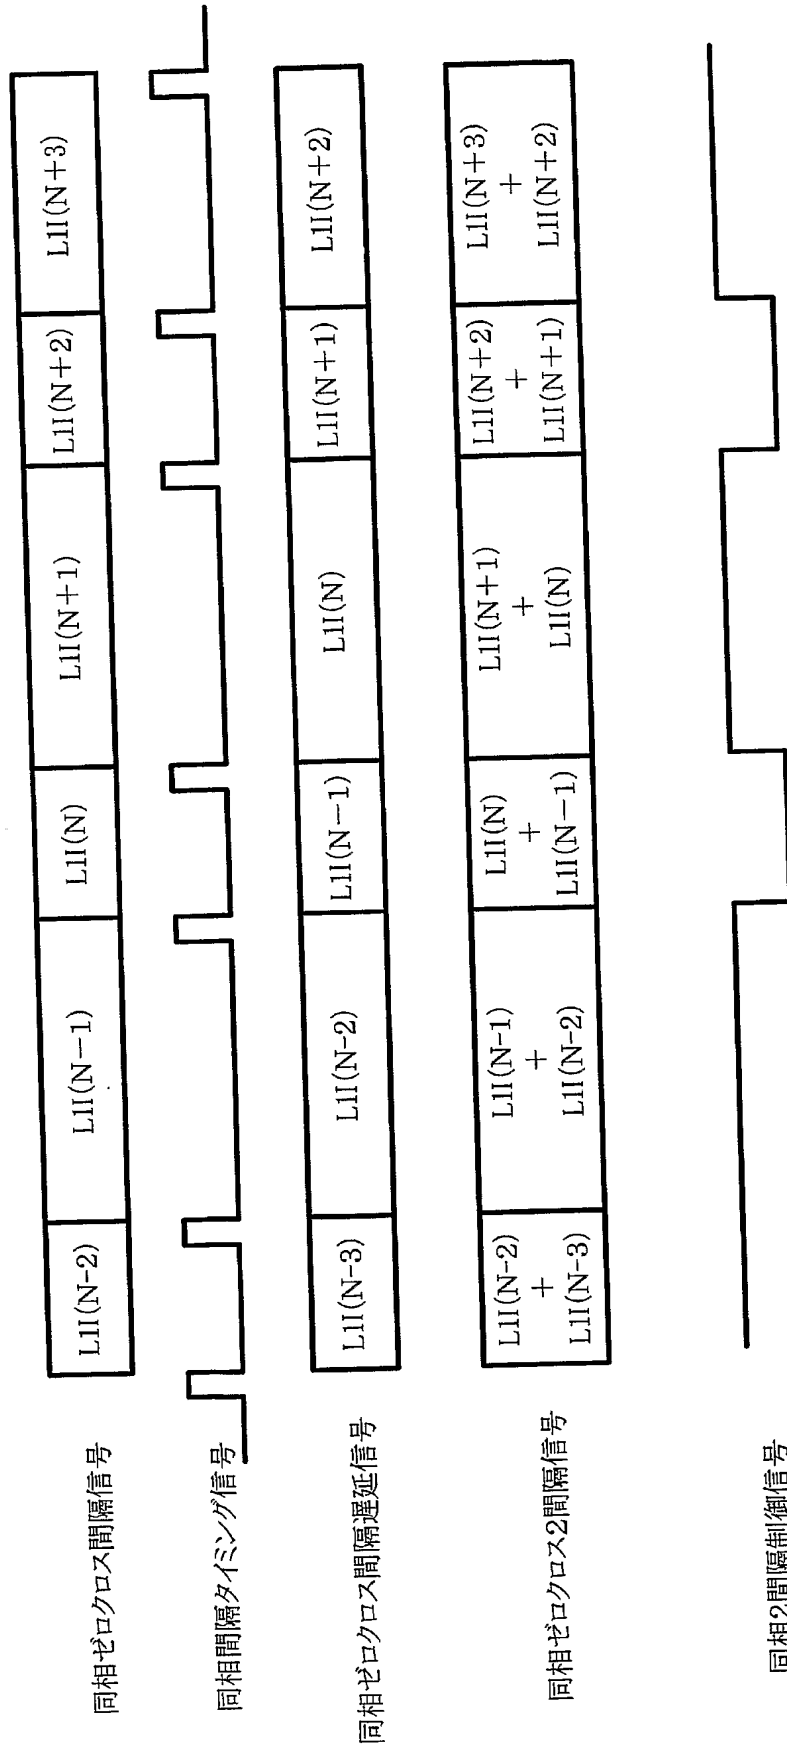 同相ゼロクロス間隔信号
L1I(N-2)
L1I(N-1)
L1I(N)
L1I(N+1)
L1I(N+2)
L1I(N+3)
同相間隔タイミング信号
同相ゼロクロス間隔遅延信号
L1I(N-3)
L1I(N-2)
L1I(N-1)
L1I(N)
L1I(N+1)
L1I(N+2)
同相ゼロクロス2間隔信号
L1I(N-2)
+
L1I(N-3)
L1I(N-1)
+
L1I(N-2)
L1I(N)
+
L1I(N-1)
L1I(N+1)
+
L1I(N)
L1I(N+2)
+
L1I(N+1)
L1I(N+3)
+
L1I(N+2)
同相2間隔制御信号